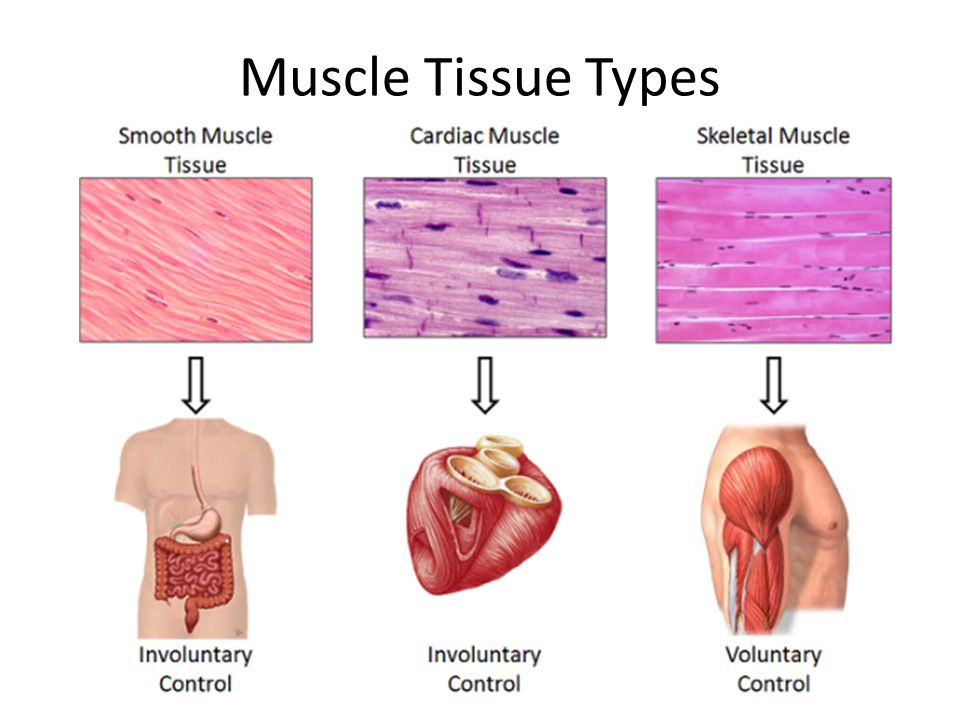 Muscle Tissue Types
Smooth Muscle
Tissue
Cardiac Muscle
Tissue
Skeletal Muscle
Tissue
Involuntary
Control
Involuntary
Control
Voluntary
Control